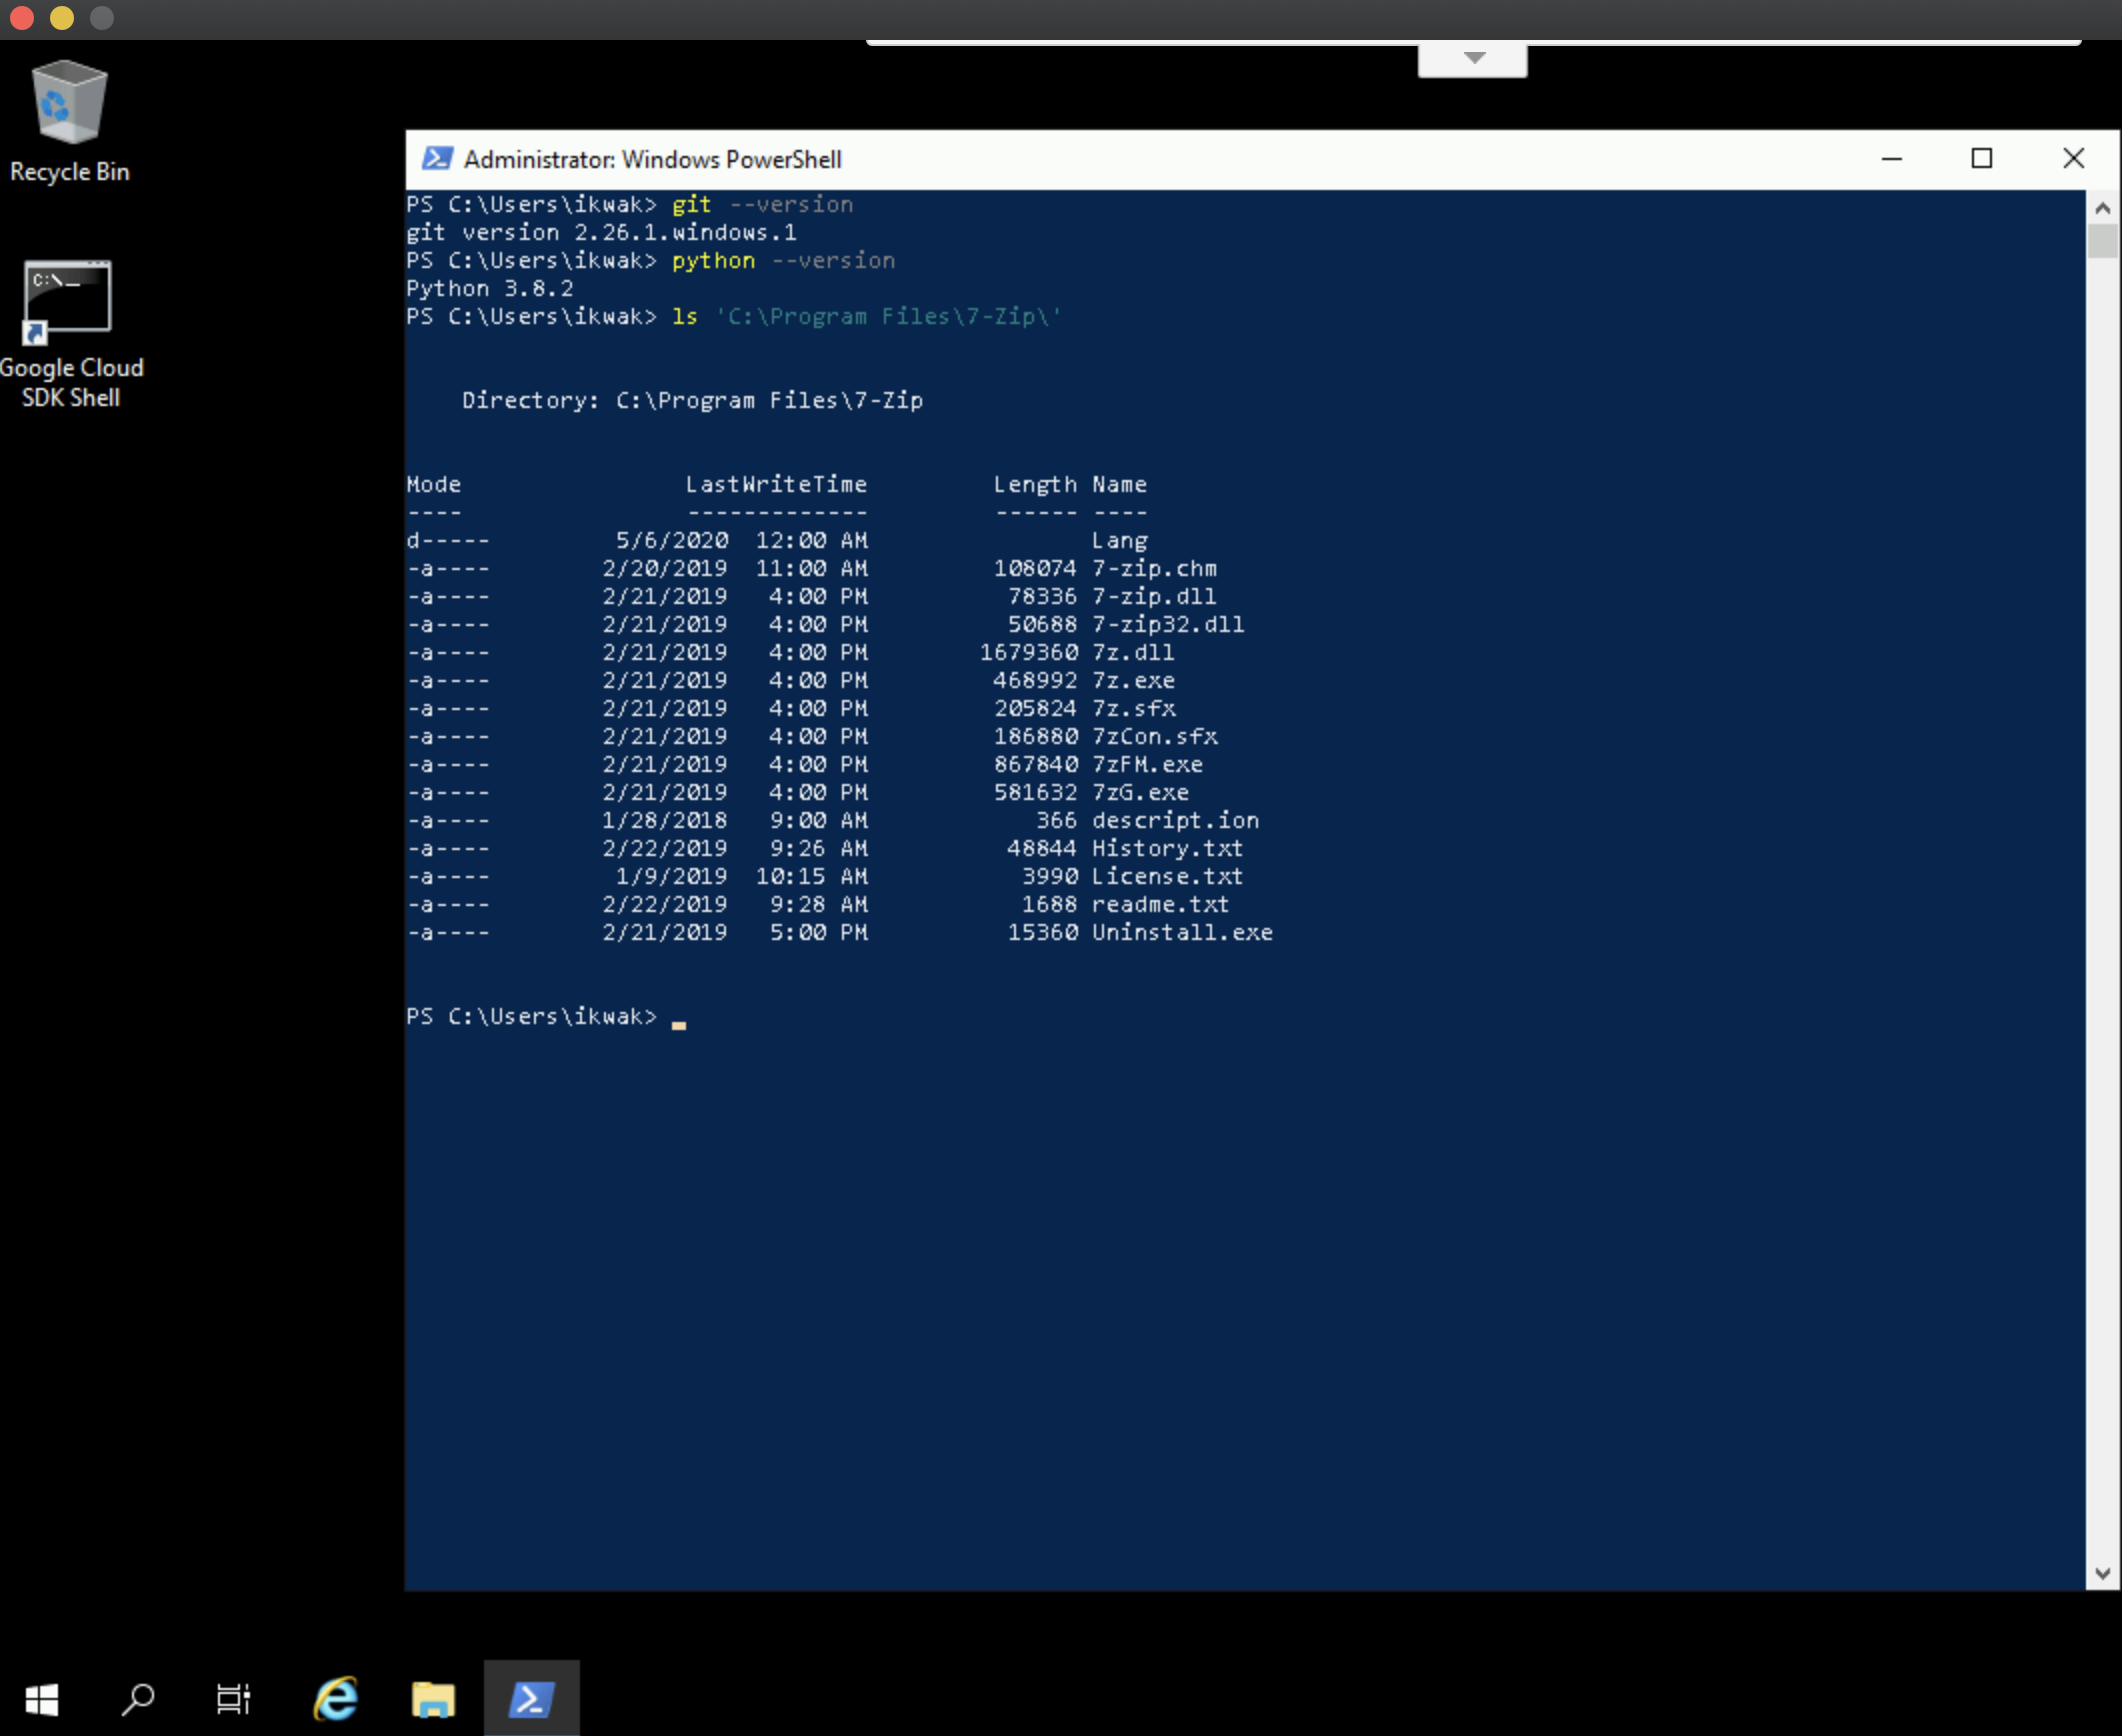 Recycle Bin
C:\_
Google Cloud
SDK Shell
Administrator: Windows PowerShell
PS C:\Users\ikwak> git --version
git version 2.26.1.windows.1
PS C:\Users\ikwak> python --version
Python 3.8.2
PS C:\Users\ikwak> ls 'C:\Program Files\7-Zip\'
Directory: C:\Program Files\7-Zip
Mode LastWriteTime Length Name
---- ------------- ------ ----
d----- 5/6/2020 12:00 AM Lang
-a---- 2/20/2019 11:00 AM 108074 7-zip.chm
-a---- 2/21/2019 4:00 PM 78336 7-zip.dll
-a---- 2/21/2019 4:00 PM 50688 7-zip32.dll
-a---- 2/21/2019 4:00 PM 1679360 7z.dll
-a---- 2/21/2019 4:00 PM 468992 7z.exe
-a---- 2/21/2019 4:00 PM 205824 7z.sfx
-a---- 2/21/2019 4:00 PM 186880 7zCon.sfx
-a---- 2/21/2019 4:00 PM 867840 7zFM.exe
-a---- 2/21/2019 4:00 PM 581632 7zG.exe
-a---- 1/28/2018 9:00 AM 366 descript.ion
-a---- 2/22/2019 9:26 AM 48844 History.txt
-a---- 1/9/2019 10:15 AM 3990 License.txt
-a---- 2/22/2019 9:28 AM 1688 readme.txt
-a---- 2/21/2019 5:00 PM 15360 Uninstall.exe
PS C:\Users\ikwak>